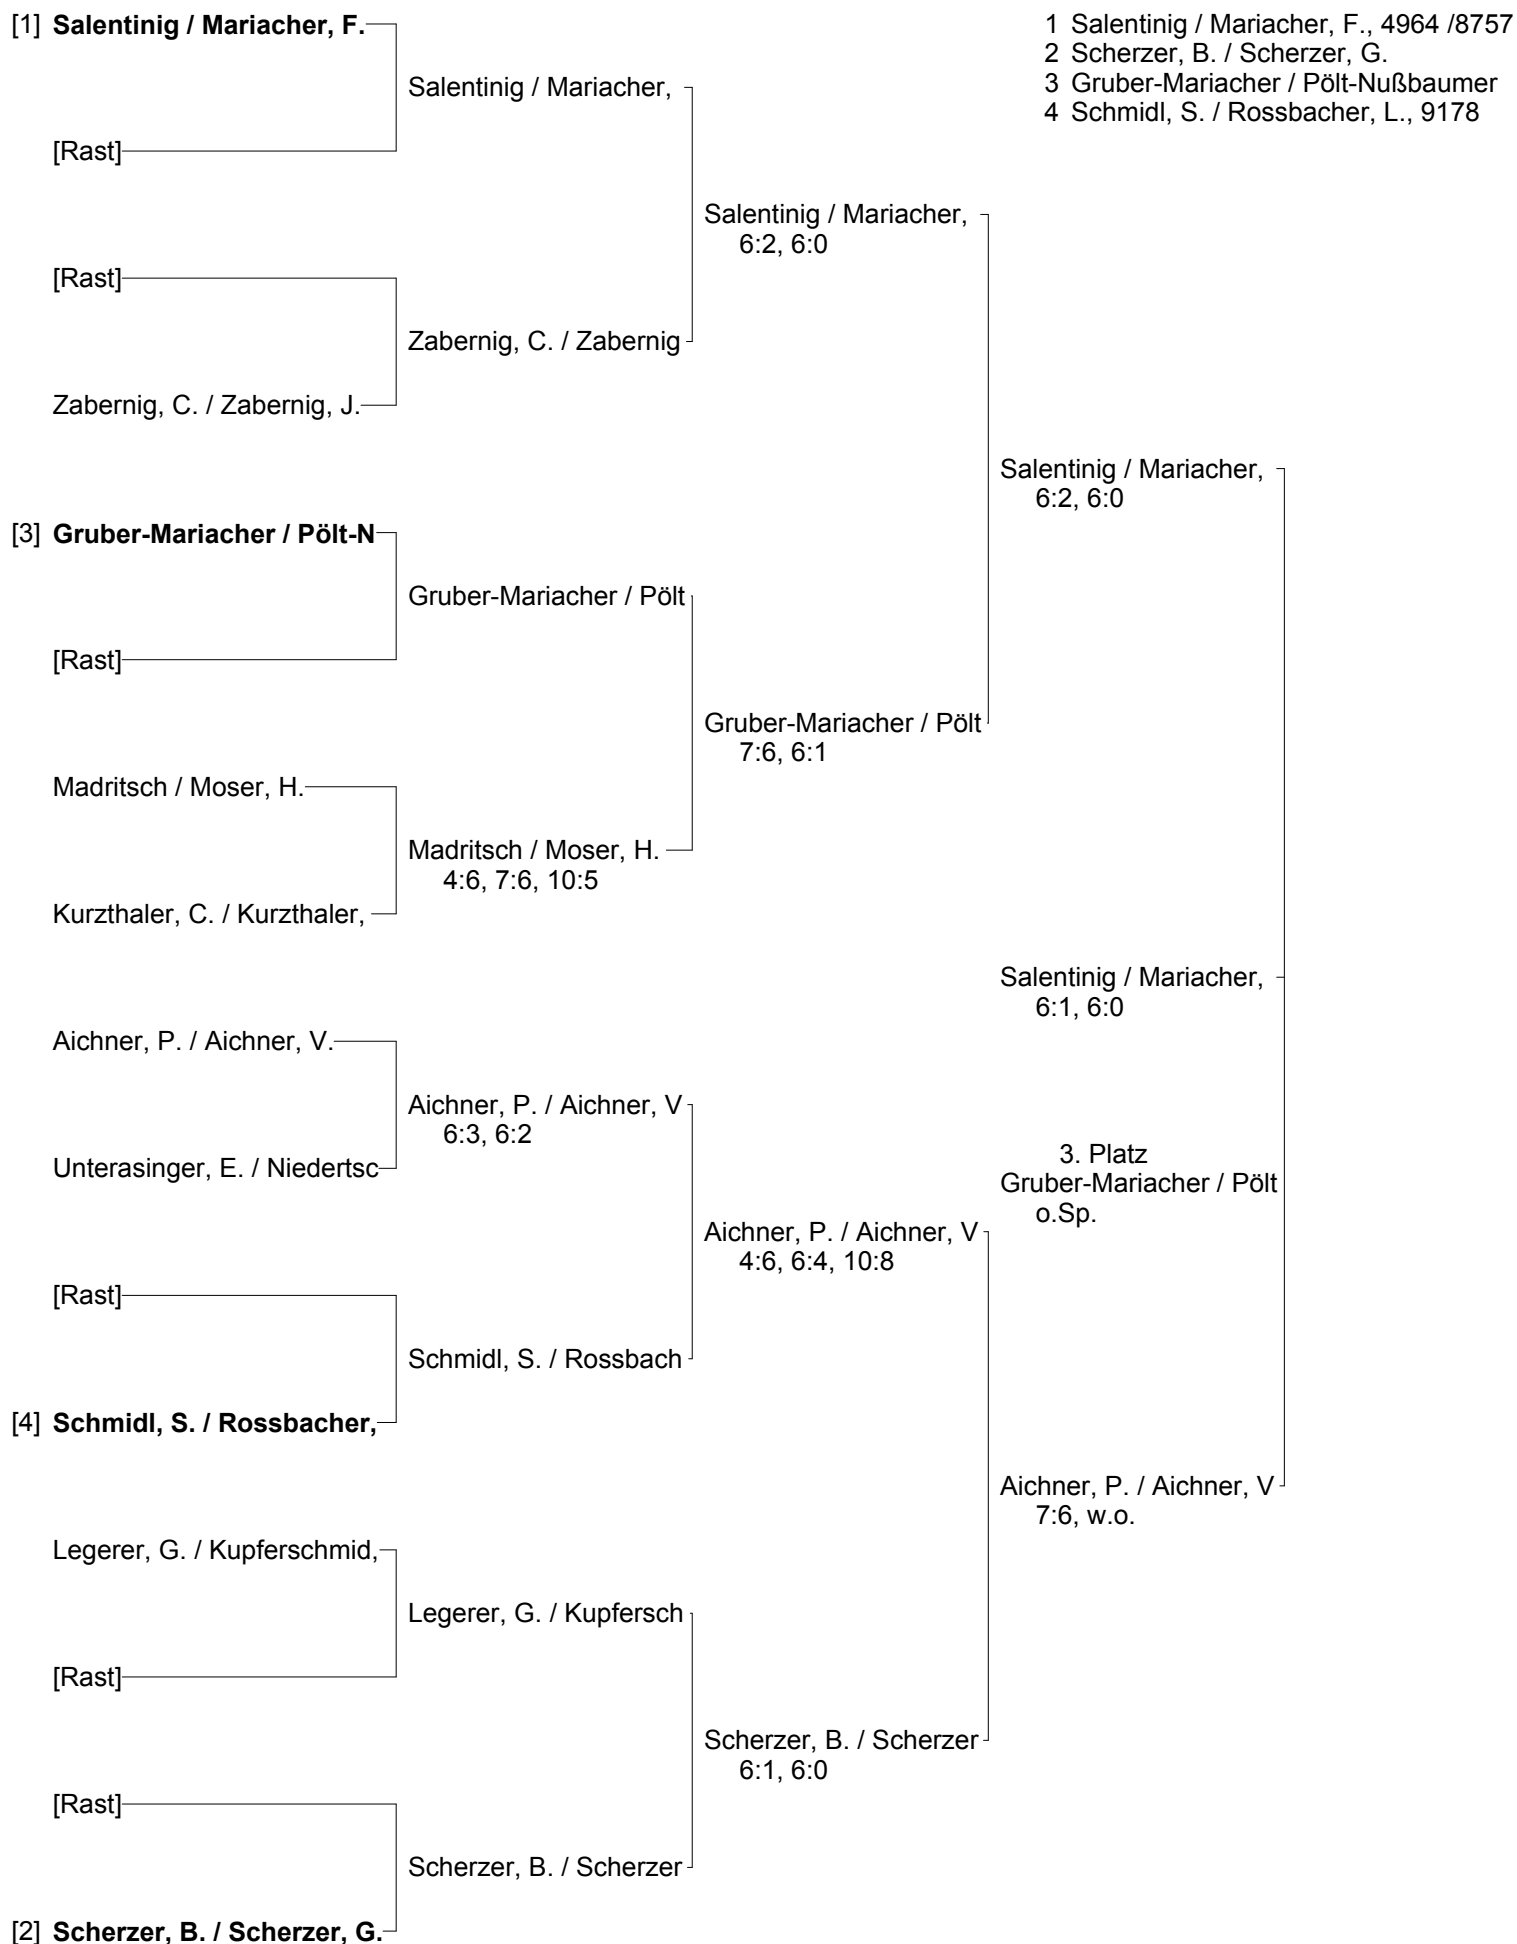 [1] Salentinig / Mariacher, F.
1 Salentinig / Mariacher, F., 4964 /8757
2 Scherzer, B. / Scherzer, G.
3 Gruber-Mariacher / Pölt-Nußbaumer
4 Schmidl, S. / Rossbacher, L., 9178
Salentinig / Mariacher,
[Rast]
Salentinig / Mariacher,
6:2, 6:0
[Rast]
Zabernig, C. / Zabernig
Zabernig, C. / Zabernig, J.
Salentinig / Mariacher,
6:2, 6:0
[3] Gruber-Mariacher / Pölt-N
Gruber-Mariacher / Pölt
[Rast]
Gruber-Mariacher / Pölt
7:6, 6:1
Madritsch / Moser, H.
Madritsch / Moser, H.
4:6, 7:6, 10:5
Kurzthaler, C. / Kurzthaler,
Salentinig / Mariacher,
6:1, 6:0
Aichner, P. / Aichner, V.
Aichner, P. / Aichner, V
6:3, 6:2
Unterasinger, E. / Niedertsc
3. Platz
Gruber-Mariacher / Pölt
o.Sp.
Aichner, P. / Aichner, V
4:6, 6:4, 10:8
[Rast]
Schmidl, S. / Rossbach
[4] Schmidl, S. / Rossbacher,
Aichner, P. / Aichner, V
7:6, w.o.
Legerer, G. / Kupferschmid,
Legerer, G. / Kupfersch
[Rast]
Scherzer, B. / Scherzer
6:1, 6:0
[Rast]
Scherzer, B. / Scherzer
[2] Scherzer, B. / Scherzer, G.